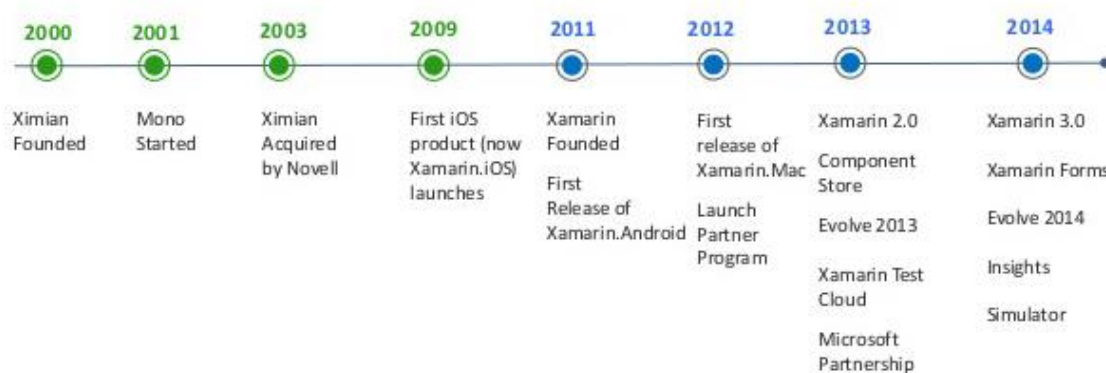 2000
Ximian
Founded
2001
Mono
Started
2003
Ximian
Acquired
by Novell
2009
First iOS
product (now
Xamarin.iOS)
launches
2011
Xamarin
Founded
First
Release of
Xamarin.Android
2012
First
release of
Xamarin.Mac
Launch
Partner
Program
2013
Xamarin 2.0
Component
Store
Evolve 2013
Xamarin Test
Cloud
Microsoft
Partnership
2014
Xamarin 3.0
Xamarin Forms
Evolve 2014
Insights
Simulator